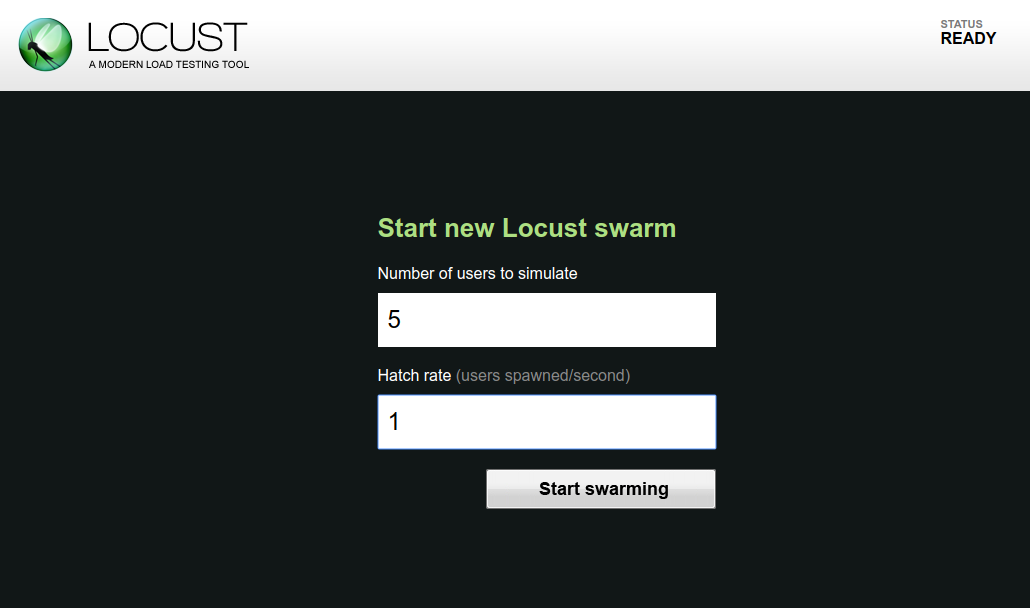 LOCUST
A MODERN LOAD TESTING TOOL
STATUS
READY
Start new Locust swarm
Number of users to simulate
5
Hatch rate (users spawned/second)
1
Start swarming